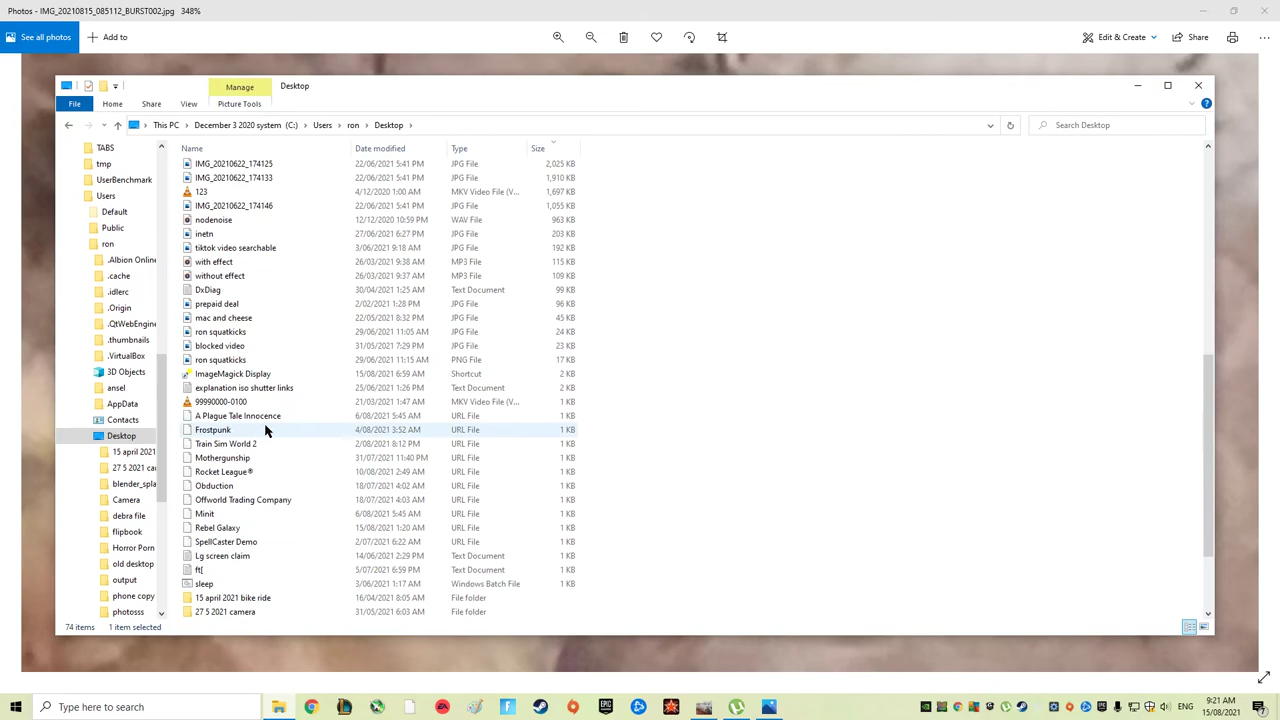 Photos - IMG_20210815_085112_BURST002.jpg 348%
See all photos
Add to
Edit & Create
Share
Manage
Desktop
File
Home
Share
View
Picture Tools
This PC > December 3 2020 system (C:) > Users > ron > Desktop >
Search Desktop
TABS
tmp
UserBenchmark
Users
Default
Public
ron
.Albion Online
.cache
.idlerc
.Origin
.QtWebEngine
.thumbnails
.VirtualBox
3D Objects
ansel
AppData
Contacts
Desktop
15 april 2021
27 5 2021 ca
blender_spla
Camera
debra file
flipbook
Horror Porn
old desktop
output
phone copy
photosss
Name Date modified Type Size
IMG_20210622_174125 22/06/2021 5:41 PM JPG File 2,025 KB
IMG_20210622_174133 22/06/2021 5:41 PM JPG File 1,910 KB
123 4/12/2020 1:00 AM MKV Video File (V... 1,697 KB
IMG_20210622_174146 22/06/2021 5:41 PM JPG File 1,055 KB
nodenoise 12/12/2020 10:59 PM WAV File 963 KB
inetn 27/06/2021 6:27 PM JPG File 203 KB
tiktok video searchable 3/06/2021 9:18 AM JPG File 192 KB
with effect 26/03/2021 9:38 AM MP3 File 115 KB
without effect 26/03/2021 9:37 AM MP3 File 109 KB
DxDiag 30/04/2021 1:25 AM Text Document 99 KB
prepaid deal 2/02/2021 1:28 PM JPG File 96 KB
mac and cheese 22/05/2021 8:32 PM JPG File 45 KB
ron squatkicks 29/06/2021 11:05 AM JPG File 24 KB
blocked video 31/05/2021 7:29 PM JPG File 23 KB
ron squatkicks 29/06/2021 11:15 AM PNG File 17 KB
ImageMagick Display 15/08/2021 6:59 AM Shortcut 2 KB
explanation iso shutter links 25/06/2021 1:26 PM Text Document 2 KB
99990000-0100 21/03/2021 1:47 AM MKV Video File (V... 2 KB
A Plague Tale Innocence 6/08/2021 5:45 AM URL File 1 KB
Frostpunk 4/08/2021 3:52 AM URL File 1 KB
Train Sim World 2 2/08/2021 8:12 PM URL File 1 KB
Mothergunship 31/07/2021 11:40 PM URL File 1 KB
Rocket League® 10/08/2021 2:49 AM URL File 1 KB
Obduction 18/07/2021 4:02 AM URL File 1 KB
Offworld Trading Company 18/07/2021 4:03 AM URL File 1 KB
Minit 6/08/2021 5:45 AM URL File 1 KB
Rebel Galaxy 15/08/2021 1:20 AM URL File 1 KB
SpellCaster Demo 2/07/2021 6:22 AM URL File 1 KB
Lg screen claim 14/06/2021 2:29 PM Text Document 1 KB
ft[ 5/07/2021 6:59 PM Text Document 1 KB
sleep 3/06/2021 1:17 AM Windows Batch File 1 KB
15 april 2021 bike ride 16/04/2021 8:05 AM File folder
27 5 2021 camera 31/05/2021 6:03 AM File folder
74 items 1 item selected
Type here to search
ENG
9:21 AM
15/08/2021